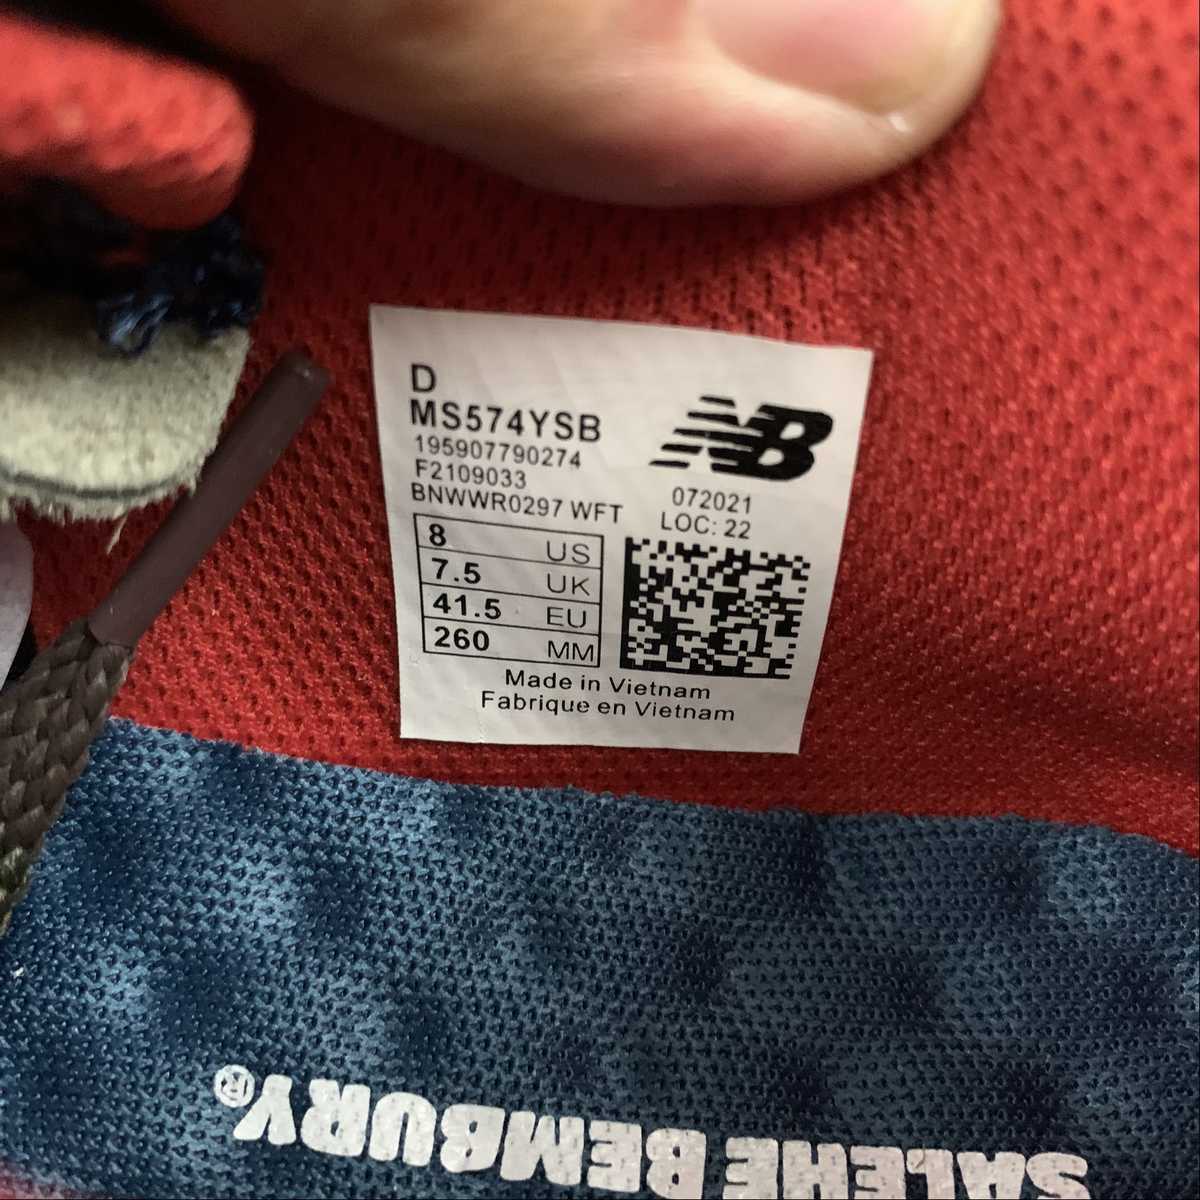 D
MS574YSB
195907790274
F2109033
BNWWR0297 WFT
NB
072021
LOC: 22
8 US
7.5 UK
41.5 EU
260 MM
Made in Vietnam
Fabrique en Vietnam
SALEHE BEMBURY®